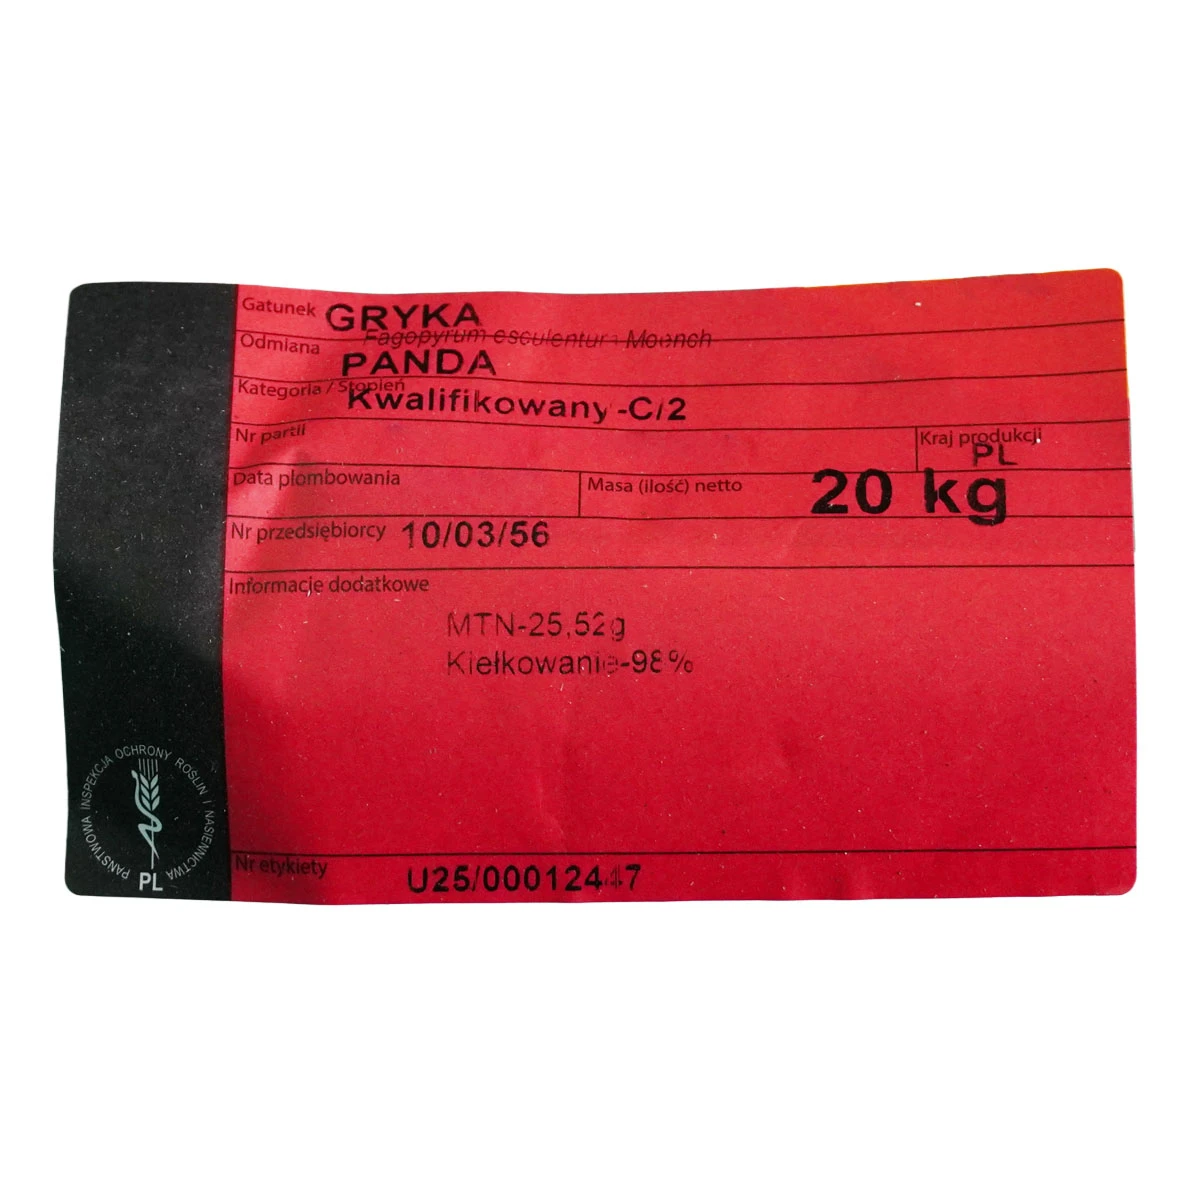 Gatunek GRYKA
Fagopyrum esculentum Moench
Odmiana PANDA
Kategoria / Stopień Kwalifikowany -C/2
Nr partii
Kraj produkcji PL
Data plombowania
Masa (ilość) netto 20 kg
Nr przedsiębiorcy 10/03/56
Informacje dodatkowe
MTN-25,52g
Kiełkowanie-98%
PAŃSTWOWA INSPEKCJA OCHRONY ROŚLIN I NASIENNICTWA
PL
Nr etykiety